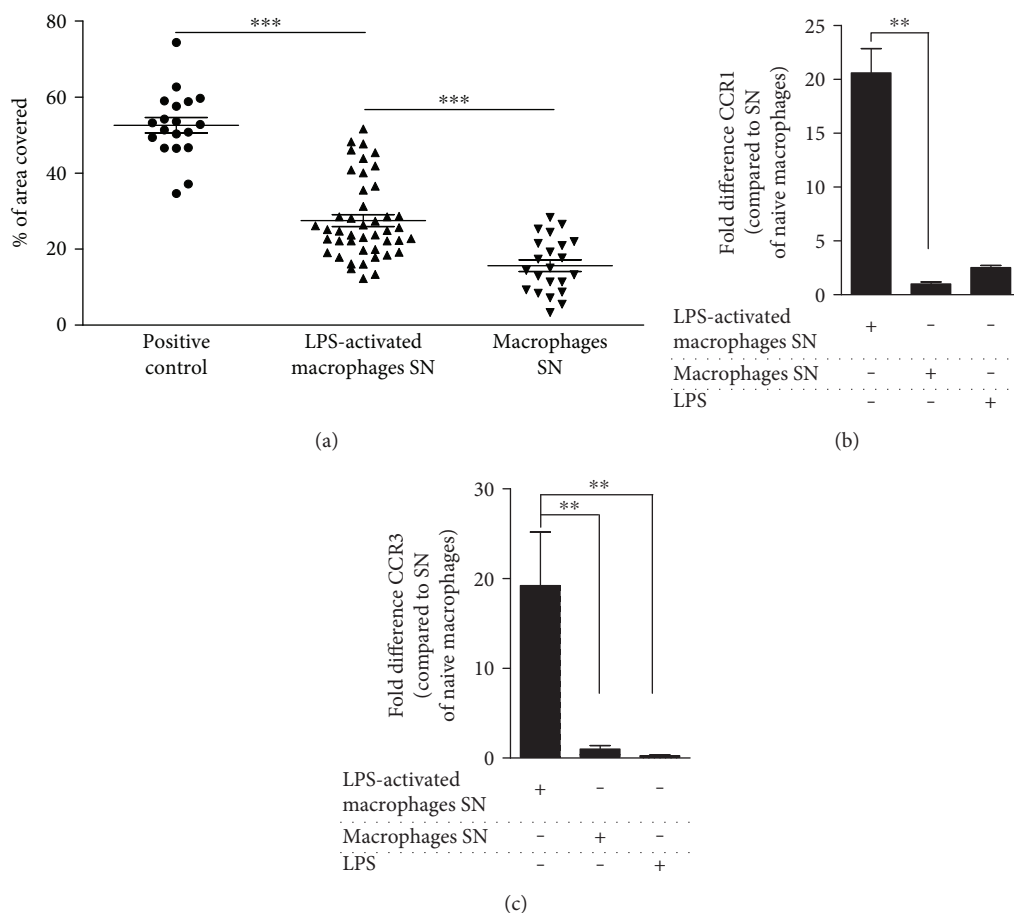 80
60
40
20
0
% of area covered
***
***
Positive
control
LPS-activated
macrophages SN
Macrophages
SN
(a)
25
20
15
10
5
0
Fold difference CCR1
(compared to SN
of naive macrophages)
**
LPS-activated
macrophages SN
+ - -
Macrophages SN - + -
LPS - - +
(b)
30
20
10
0
Fold difference CCR3
(compared to SN
of naive macrophages)
**
**
LPS-activated
macrophages SN
+ - -
Macrophages SN - + -
LPS - - +
(c)